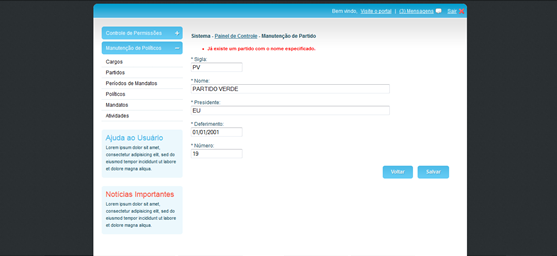 Bem vindo, Visite o portal | (3) Mensagens Sair
Controle de Permissões +
Manutenção de Políticos −
Cargos
Partidos
Períodos de Mandatos
Políticos
Mandatos
Atividades
Ajuda ao Usuário
Lorem ipsum dolor sit amet,
consectetur adipisicing elit, sed do
eiusmod tempor incididunt ut labore
et dolore magna aliqua.
Notícias Importantes
Lorem ipsum dolor sit amet,
consectetur adipisicing elit, sed do
eiusmod tempor incididunt ut labore
et dolore magna aliqua.
Sistema - Painel de Controle - Manutenção de Partido
• Já existe um partido com o nome especificado.
* Sigla:
PV
* Nome:
PARTIDO VERDE
* Presidente:
EU
* Deferimento:
01/01/2001
* Número:
19
Voltar Salvar